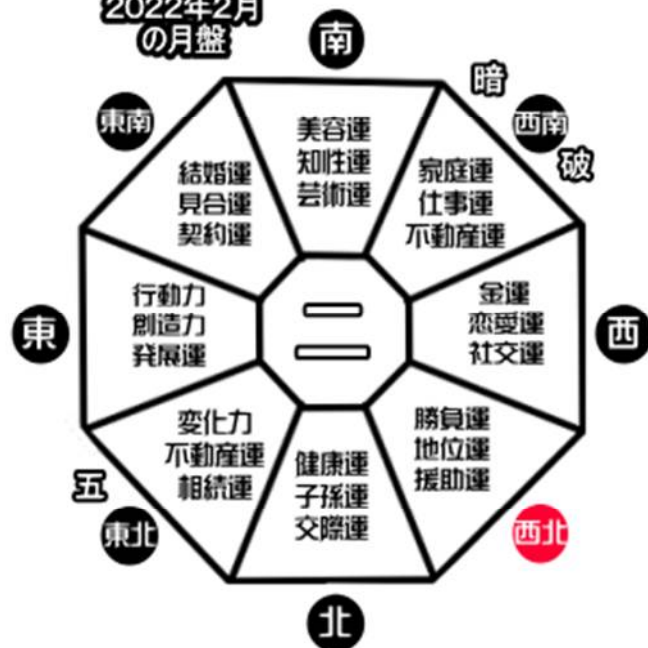 2022年2月
の月盤
南
暗
東南
西南
破
美容運
知性運
芸術運
結婚運
見合運
契約運
家庭運
仕事運
不動産運
東
行動力
創造力
発展運
二
金運
恋愛運
社交運
西
変化力
不動産運
相続運
健康運
子孫運
交際運
勝負運
地位運
援助運
五
東北
西北
北